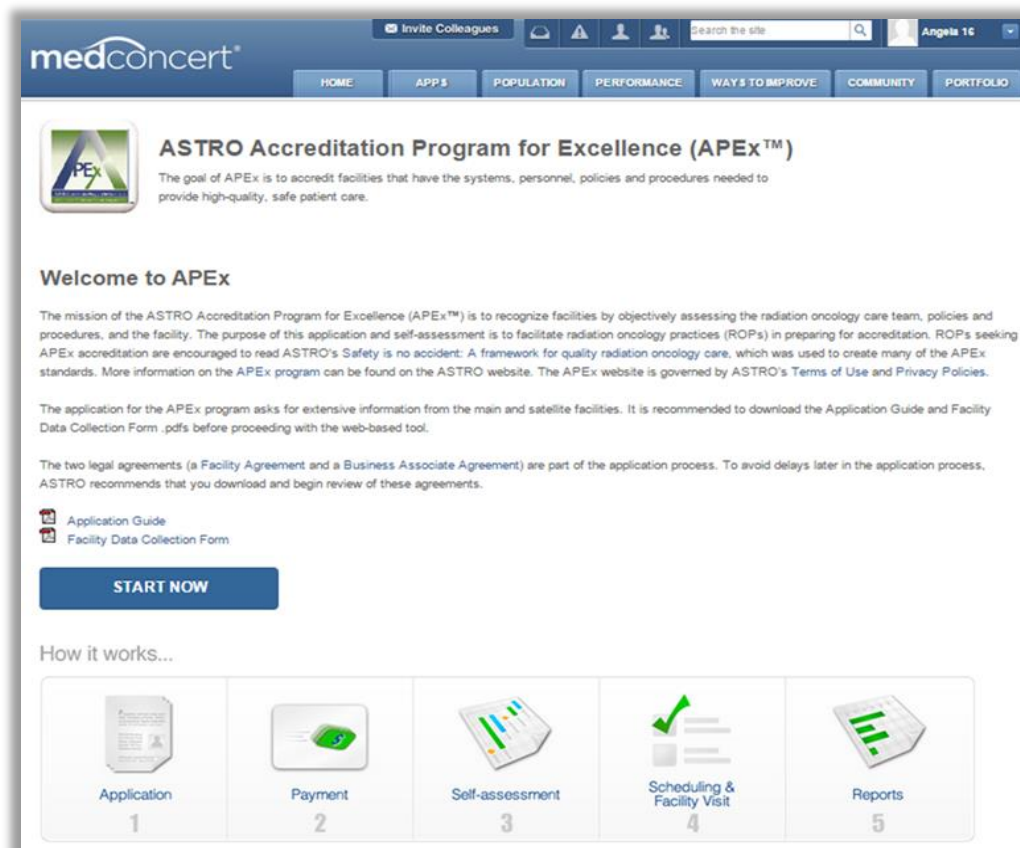 Invite Colleagues
Search the site
Angela 16
medconcert®
HOME
APPS
POPULATION
PERFORMANCE
WAYS TO IMPROVE
COMMUNITY
PORTFOLIO
APEx
ASTRO Accreditation Program for Excellence (APEx™)
The goal of APEx is to accredit facilities that have the systems, personnel, policies and procedures needed to
provide high-quality, safe patient care.
Welcome to APEx
The mission of the ASTRO Accreditation Program for Excellence (APEx™) is to recognize facilities by objectively assessing the radiation oncology care team, policies and
procedures, and the facility. The purpose of this application and self-assessment is to facilitate radiation oncology practices (ROPs) in preparing for accreditation. ROPs seeking
APEx accreditation are encouraged to read ASTRO's Safety is no accident: A framework for quality radiation oncology care, which was used to create many of the APEx
standards. More information on the APEx program can be found on the ASTRO website. The APEx website is governed by ASTRO's Terms of Use and Privacy Policies.
The application for the APEx program asks for extensive information from the main and satellite facilities. It is recommended to download the Application Guide and Facility
Data Collection Form .pdfs before proceeding with the web-based tool.
The two legal agreements (a Facility Agreement and a Business Associate Agreement) are part of the application process. To avoid delays later in the application process,
ASTRO recommends that you download and begin review of these agreements.
Application Guide
Facility Data Collection Form
START NOW
How it works...
Application
1
Payment
2
Self-assessment
3
Scheduling &
Facility Visit
4
Reports
5